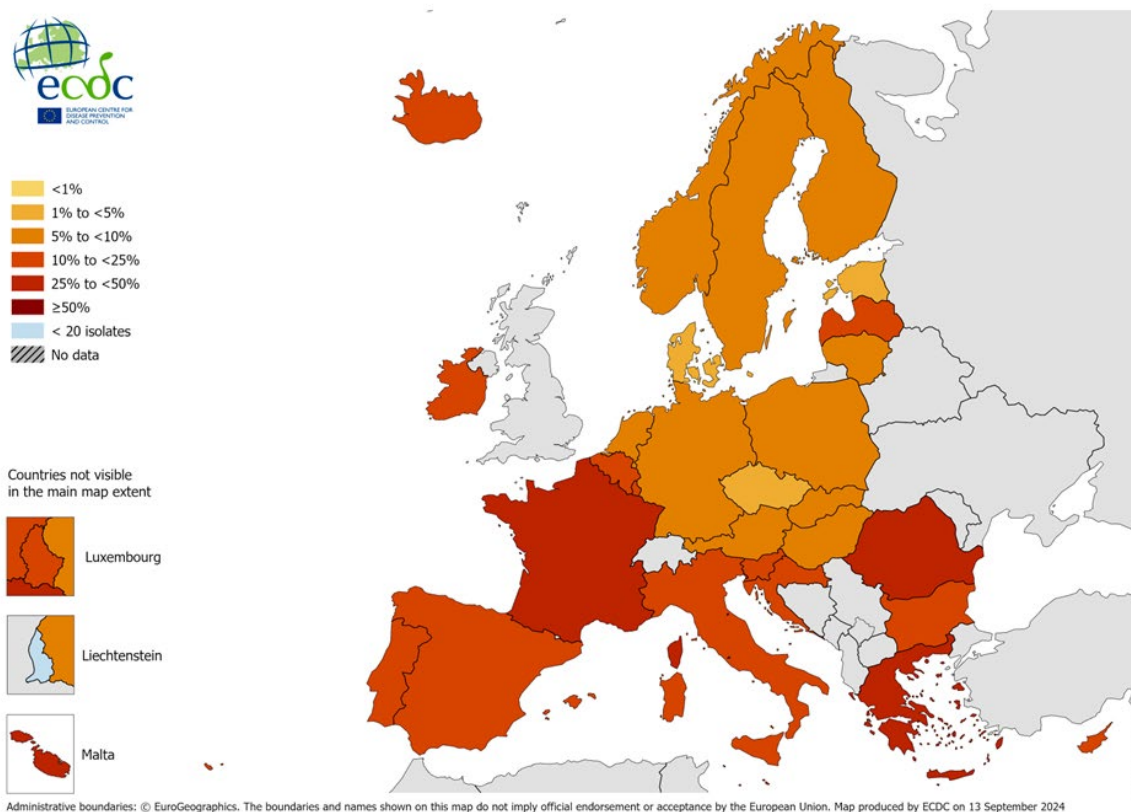 ecdc
EUROPEAN CENTRE FOR
DISEASE PREVENTION
AND CONTROL
<1%
1% to <5%
5% to <10%
10% to <25%
25% to <50%
≥50%
< 20 isolates
No data
Countries not visible
in the main map extent
Luxembourg
Liechtenstein
Malta
Administrative boundaries: © EuroGeographics. The boundaries and names shown on this map do not imply official endorsement or acceptance by the European Union. Map produced by ECDC on 13 September 2024